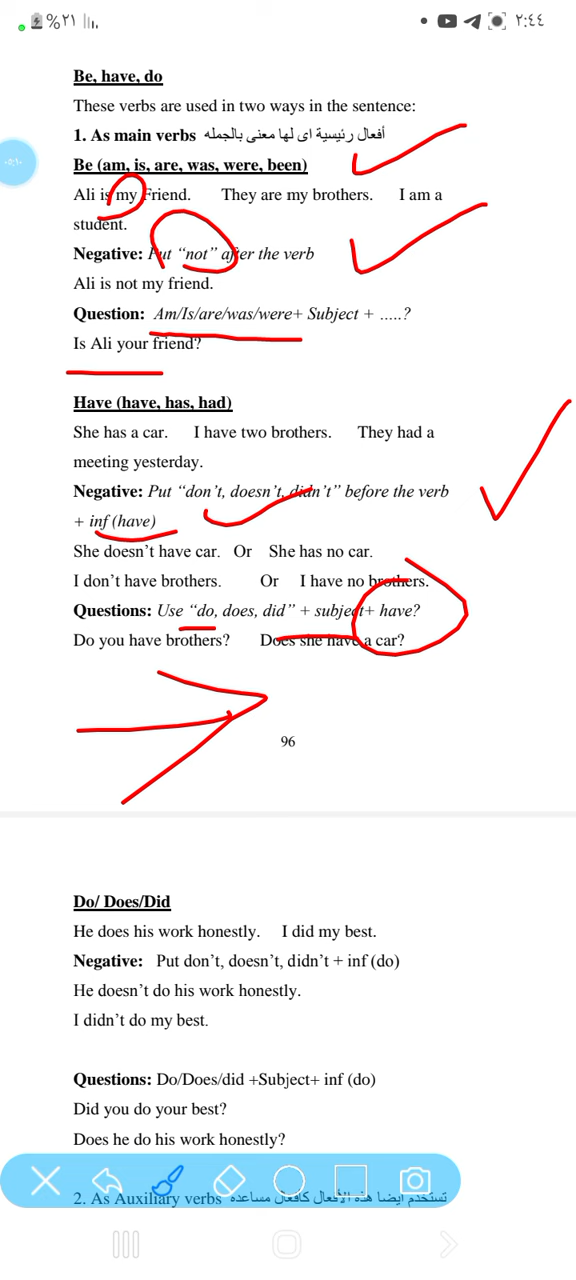 %٢١ ٢:٤٤
Be, have, do
These verbs are used in two ways in the sentence:
1. As main verbs أفعال رئيسية اى لها معنى بالجمله
Be (am, is, are, was, were, been)
Ali is my Friend. They are my brothers. I am a
student.
Negative: Put “not” after the verb
Ali is not my friend.
Question: Am/Is/are/was/were+ Subject + .....?
Is Ali your friend?
Have (have, has, had)
She has a car. I have two brothers. They had a
meeting yesterday.
Negative: Put “don’t, doesn’t, didn’t” before the verb
+ inf (have)
She doesn’t have car. Or She has no car.
I don’t have brothers. Or I have no brothers.
Questions: Use “do, does, did” + subject+ have?
Do you have brothers? Does she have a car?
96
Do/ Does/Did
He does his work honestly. I did my best.
Negative: Put don’t, doesn’t, didn’t + inf (do)
He doesn’t do his work honestly.
I didn’t do my best.
Questions: Do/Does/did +Subject+ inf (do)
Did you do your best?
Does he do his work honestly?
2. As Auxiliary verbs تستخدم ايضا هذه الأفعال كأفعال مساعده